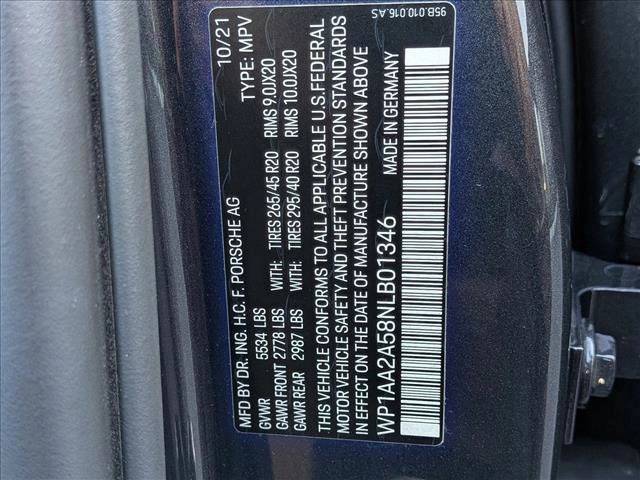 MFD BY DR. ING. H.C. F. PORSCHE AG 10/21
GVWR 5534 LBS TYPE: MPV
GAWR FRONT 2778 LBS WITH: TIRES 265/45 R20 RIMS 9.0JX20
GAWR REAR 2987 LBS WITH: TIRES 295/40 R20 RIMS 10.0JX20
THIS VEHICLE CONFORMS TO ALL APPLICABLE U.S.FEDERAL
MOTOR VEHICLE SAFETY AND THEFT PREVENTION STANDARDS
IN EFFECT ON THE DATE OF MANUFACTURE SHOWN ABOVE
WP1AA2A58NLB01346 MADE IN GERMANY
95B.010.016.AS